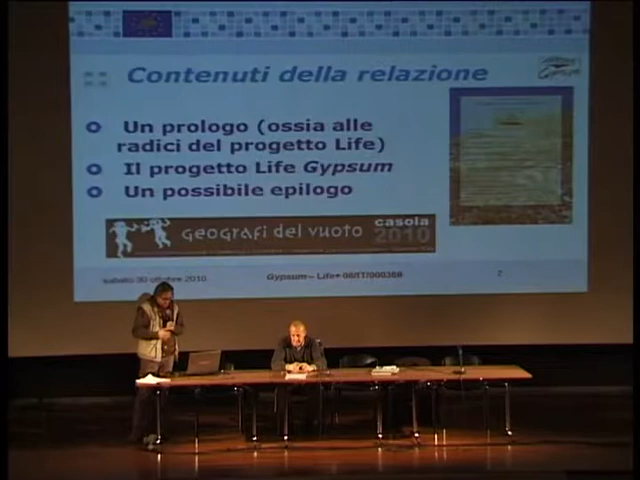 Contenuti della relazione
Gypsum
Un prologo (ossia alle
radici del progetto Life)
Il progetto Life Gypsum
Un possibile epilogo
GEOGRAFI DEL VUOTO
casola
2010
sabato 30 ottobre 2010
Gypsum – Life+ 08/IT/000369
2